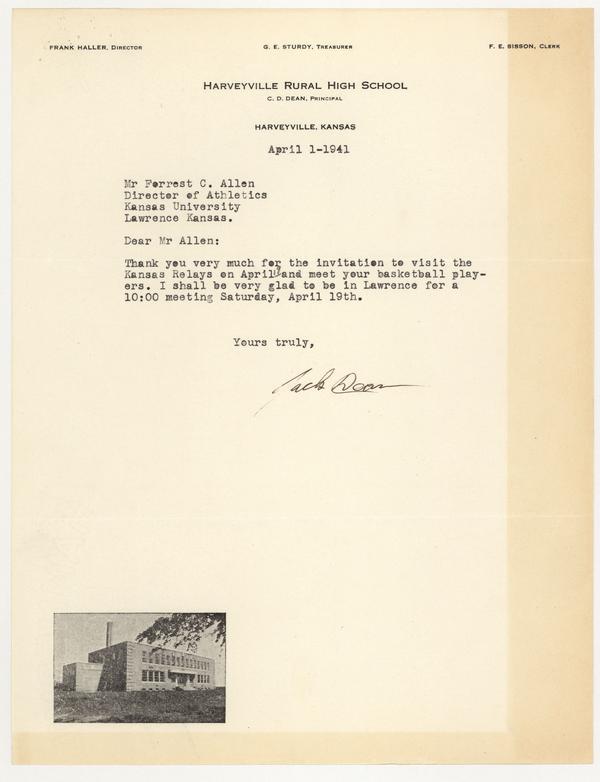 FRANK HALLER, DIRECTOR
G. E. STURDY, TREASURER
F. E. SISSON, CLERK
HARVEYVILLE RURAL HIGH SCHOOL
C. D. DEAN, PRINCIPAL
HARVEYVILLE, KANSAS
April 1-1941
Mr Forrest C. Allen
Director of Athletics
Kansas University
Lawrence Kansas.
Dear Mr Allen:
Thank you very much for the invitation to visit the
Kansas Relays on April and meet your basketball play-
ers. I shall be very glad to be in Lawrence for a
10:00 meeting Saturday, April 19th.
Yours truly,
Jack Dean